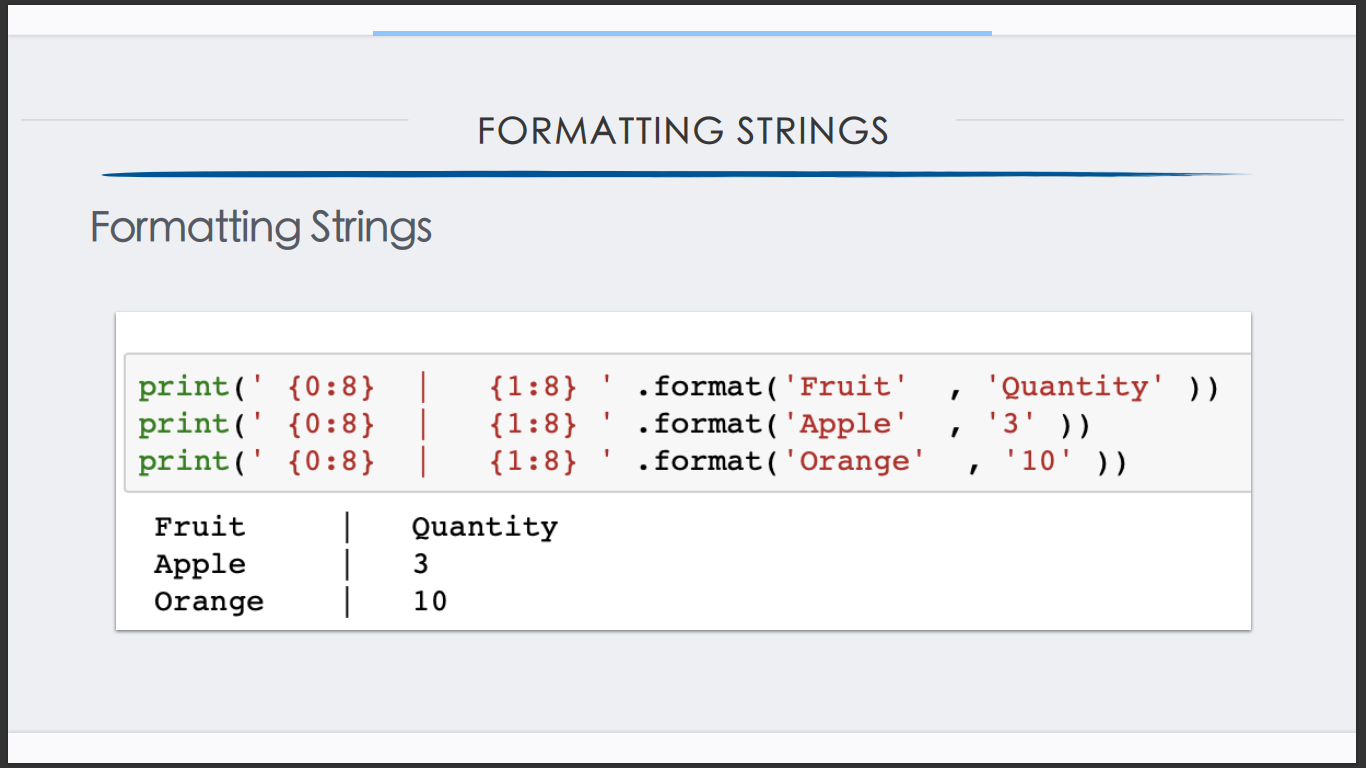 FORMATTING STRINGS
Formatting Strings
print(' {0:8}  |   {1:8} ' .format('Fruit'  , 'Quantity' ))
print(' {0:8}  |   {1:8} ' .format('Apple'  , '3' ))
print(' {0:8}  |   {1:8} ' .format('Orange'  , '10' ))
Fruit     |   Quantity
Apple     |   3
Orange    |   10